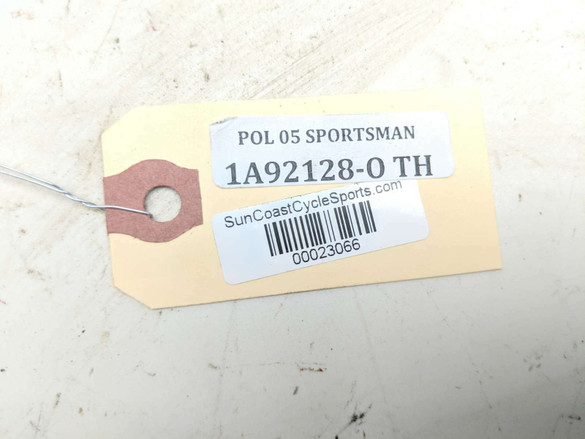 POL 05 SPORTSMAN
1A92128-O TH
SunCoastCycleSports.com
00023066